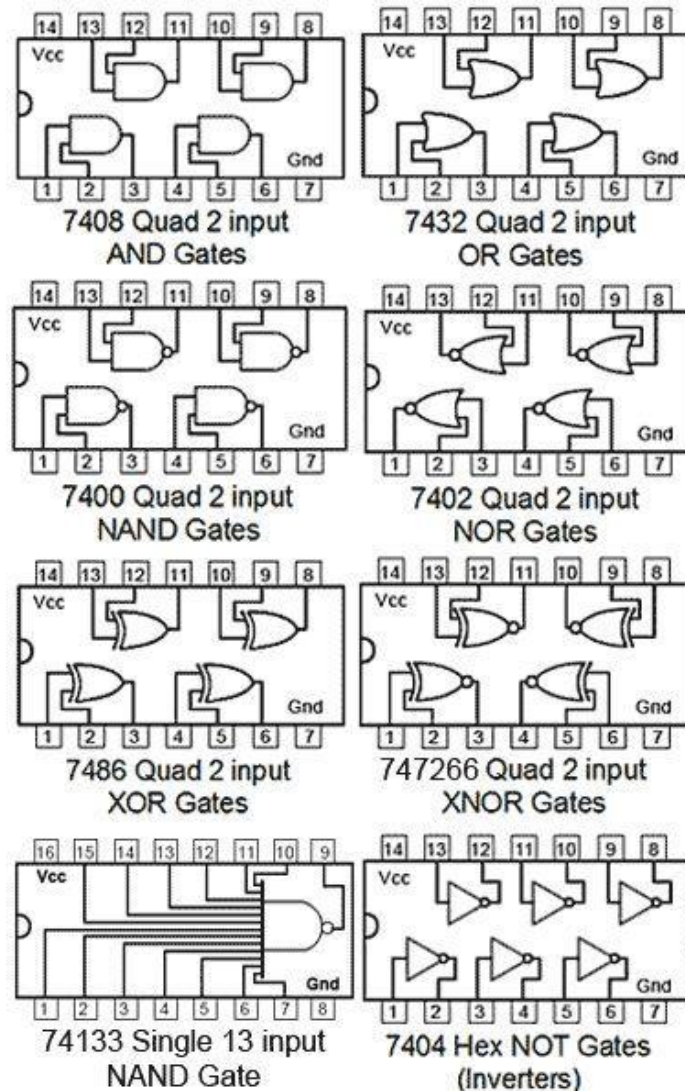 14 13 12 11 10 9 8
Vcc
Gnd
1 2 3 4 5 6 7
7408 Quad 2 input
AND Gates
14 13 12 11 10 9 8
Vcc
Gnd
1 2 3 4 5 6 7
7432 Quad 2 input
OR Gates
14 13 12 11 10 9 8
Vcc
Gnd
1 2 3 4 5 6 7
7400 Quad 2 input
NAND Gates
14 13 12 11 10 9 8
Vcc
Gnd
1 2 3 4 5 6 7
7402 Quad 2 input
NOR Gates
14 13 12 11 10 9 8
Vcc
Gnd
1 2 3 4 5 6 7
7486 Quad 2 input
XOR Gates
14 13 12 11 10 9 8
Vcc
Gnd
1 2 3 4 5 6 7
747266 Quad 2 input
XNOR Gates
16 15 14 13 12 11 10 9
Vcc
Gnd
1 2 3 4 5 6 7 8
74133 Single 13 input
NAND Gate
14 13 12 11 10 9 8
Vcc
Gnd
1 2 3 4 5 6 7
7404 Hex NOT Gates
(Inverters)